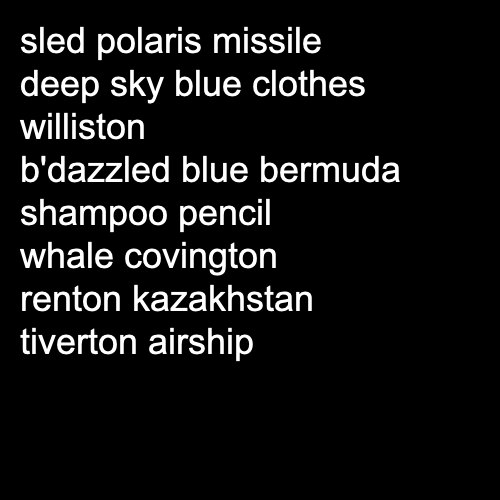 sled polaris missile
deep sky blue clothes
williston
b'dazzled blue bermuda
shampoo pencil
whale covington
renton kazakhstan
tiverton airship